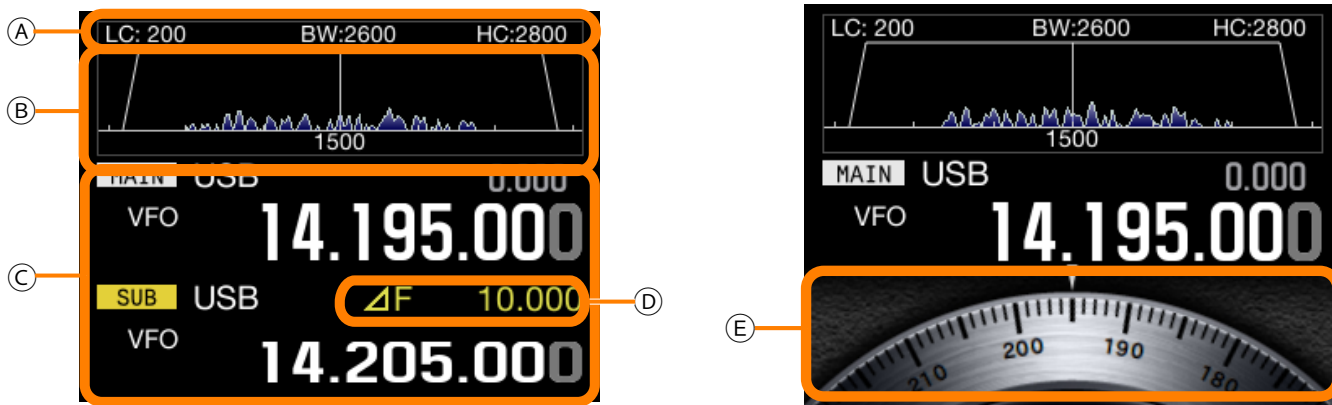 Ⓐ LC: 200 BW:2600 HC:2800
Ⓑ 1500
MAIN USB 0.000
VFO 14.195.000
Ⓒ SUB USB ⊿F 10.000 Ⓓ
VFO 14.205.000
LC: 200 BW:2600 HC:2800
1500
MAIN USB 0.000
VFO 14.195.000
Ⓔ 210 200 190 180